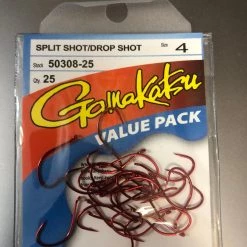 SPLIT SHOT/DROP SHOT Size 4
Stock 50308-25
Qty. 25
Gamakatsu
VALUE PACK